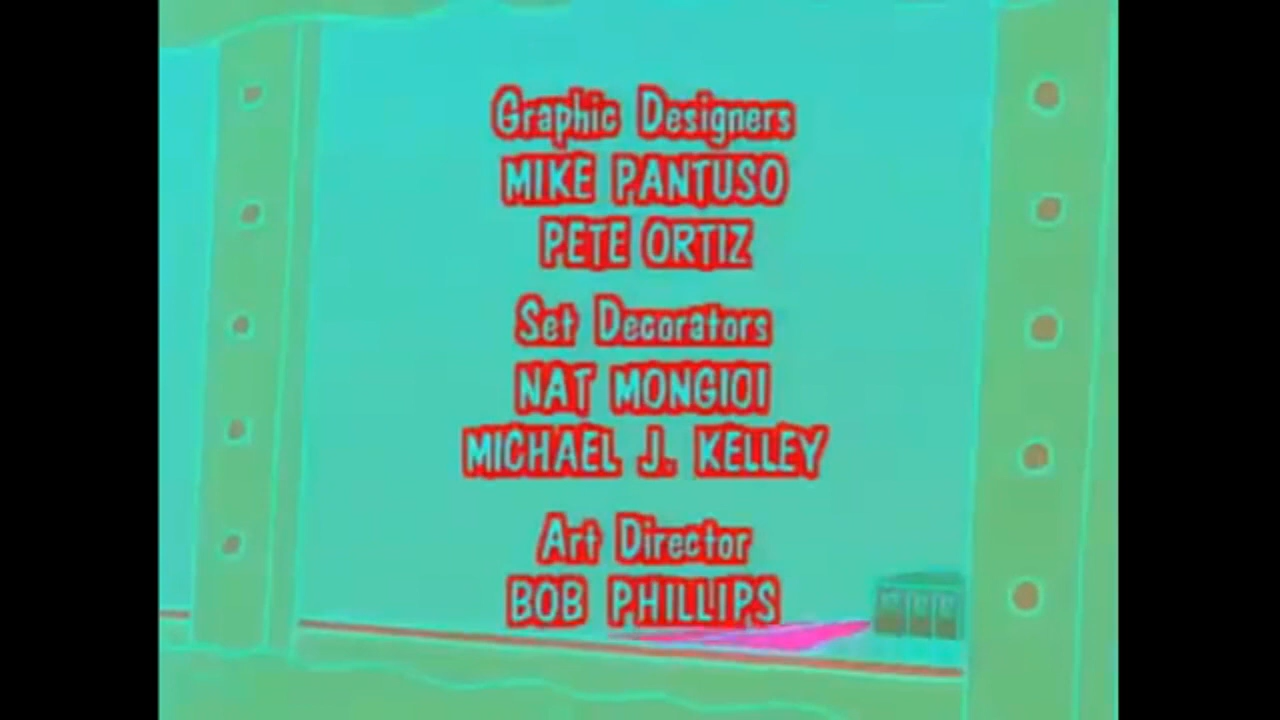 Graphic Designers
MIKE PANTUSO
PETE ORTIZ
Set Decorators
NAT MONGIOI
MICHAEL J. KELLEY
Art Director
BOB PHILLIPS